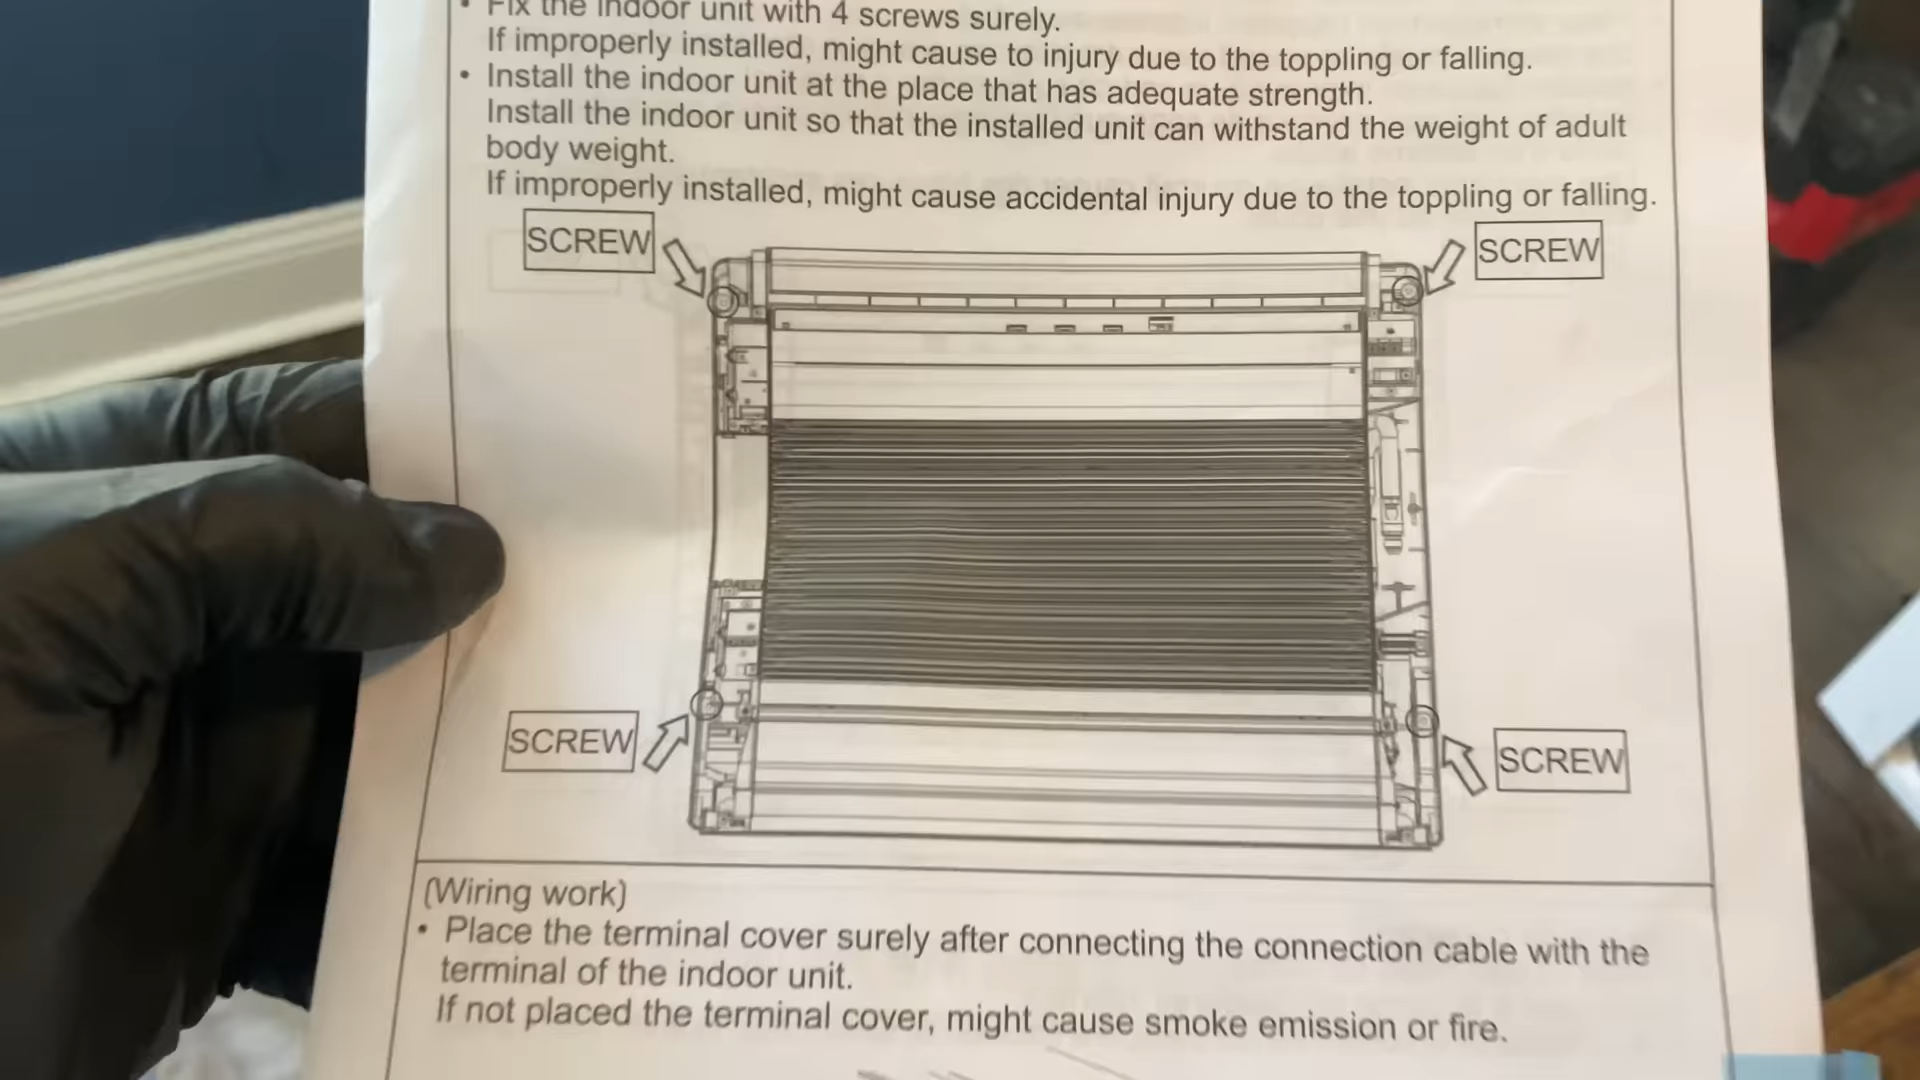 • Fix the indoor unit with 4 screws surely.
If improperly installed, might cause to injury due to the toppling or falling.
• Install the indoor unit at the place that has adequate strength.
Install the indoor unit so that the installed unit can withstand the weight of adult
body weight.
If improperly installed, might cause accidental injury due to the toppling or falling.
SCREW
SCREW
SCREW
SCREW
(Wiring work)
• Place the terminal cover surely after connecting the connection cable with the
terminal of the indoor unit.
If not placed the terminal cover, might cause smoke emission or fire.